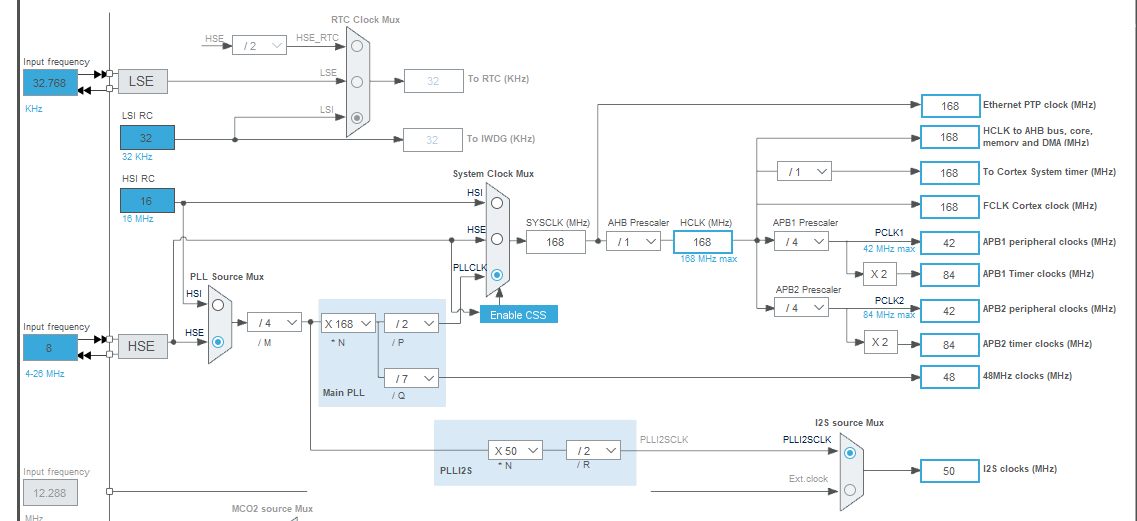 RTC Clock Mux
HSE
/ 2
HSE_RTC
Input frequency
32.768
KHz
LSE
LSE
32
To RTC (KHz)
LSI RC
32
32 KHz
LSI
32
To IWDG (KHz)
HSI RC
16
16 MHz
System Clock Mux
HSI
HSE
PLLCLK
Enable CSS
SYSCLK (MHz)
168
AHB Prescaler
/ 1
HCLK (MHz)
168
168 MHz max
168
Ethernet PTP clock (MHz)
168
HCLK to AHB bus, core,
memory and DMA (MHz)
/ 1
168
To Cortex System timer (MHz)
168
FCLK Cortex clock (MHz)
APB1 Prescaler
/ 4
PCLK1
42 MHz max
42
APB1 peripheral clocks (MHz)
X 2
84
APB1 Timer clocks (MHz)
APB2 Prescaler
/ 4
PCLK2
84 MHz max
42
APB2 peripheral clocks (MHz)
X 2
84
APB2 timer clocks (MHz)
48
48MHz clocks (MHz)
PLL Source Mux
HSI
HSE
Input frequency
8
4-26 MHz
HSE
/ 4
/ M
X 168
* N
/ 2
/ P
/ 7
/ Q
Main PLL
X 50
* N
/ 2
/ R
PLLI2S
PLLI2SCLK
I2S source Mux
PLLI2SCLK
Ext.clock
50
I2S clocks (MHz)
Input frequency
12.288
MHz
MCO2 source Mux